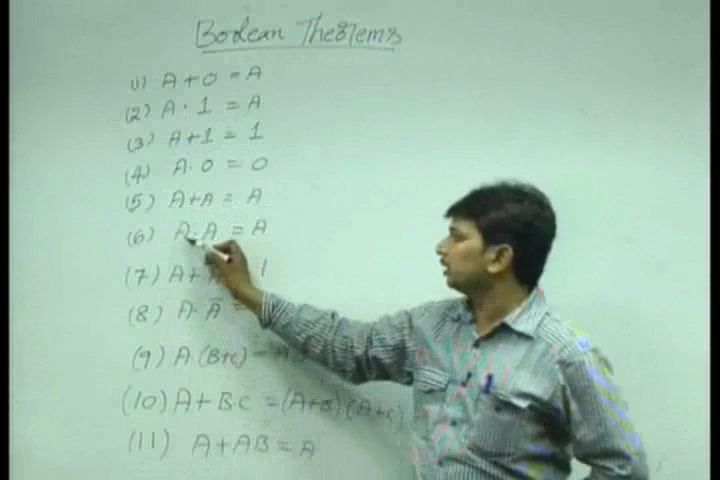 Boolean Theorems
(1) A + 0 = A
(2) A · 1 = A
(3) A + 1 = 1
(4) A · 0 = 0
(5) A + A = A
(6) A · A = A
(7) A + 1
(8) A · A̅ =
(9) A · (B+C) = A
(10) A + B·C = (A+B) (A+C)
(11) A + AB = A